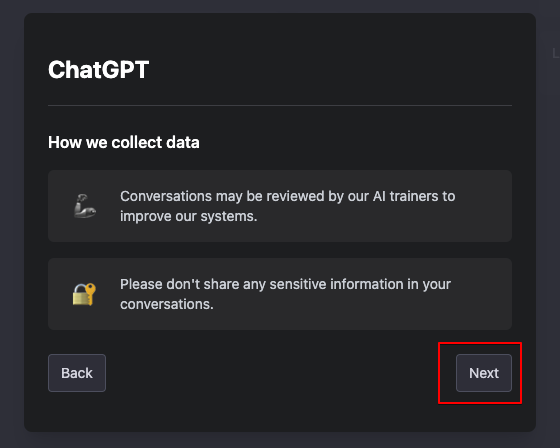 ChatGPT
How we collect data
Conversations may be reviewed by our AI trainers to
improve our systems.
Please don't share any sensitive information in your
conversations.
Back
Next
L